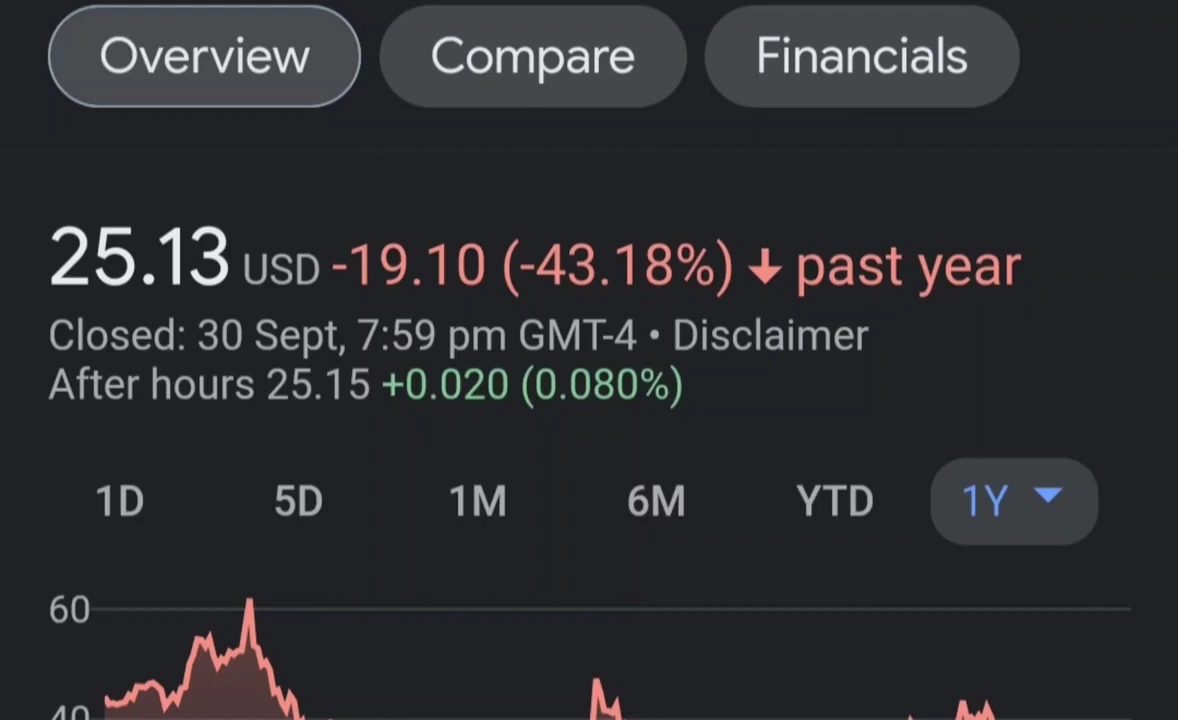 Overview Compare Financials
25.13 USD -19.10 (-43.18%) ↓ past year
Closed: 30 Sept, 7:59 pm GMT-4 • Disclaimer
After hours 25.15 +0.020 (0.080%)
1D 5D 1M 6M YTD 1Y
60
40